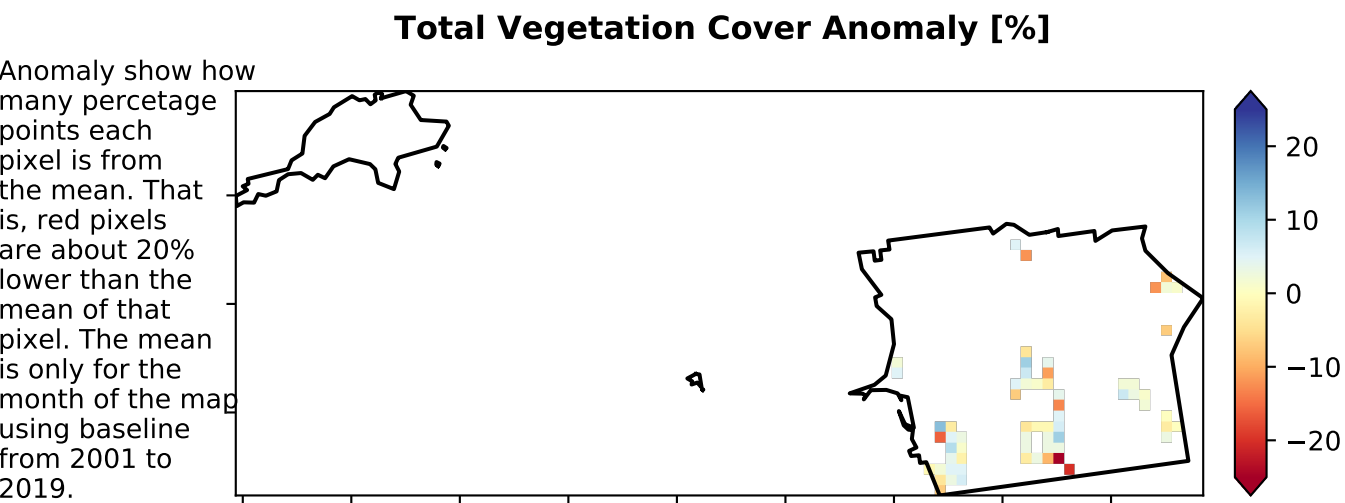 Total Vegetation Cover Anomaly [%]
Anomaly show how
many percetage
points each
pixel is from
the mean. That
is, red pixels
are about 20%
lower than the
mean of that
pixel. The mean
is only for the
month of the map
using baseline
from 2001 to
2019.
20
10
0
−10
−20